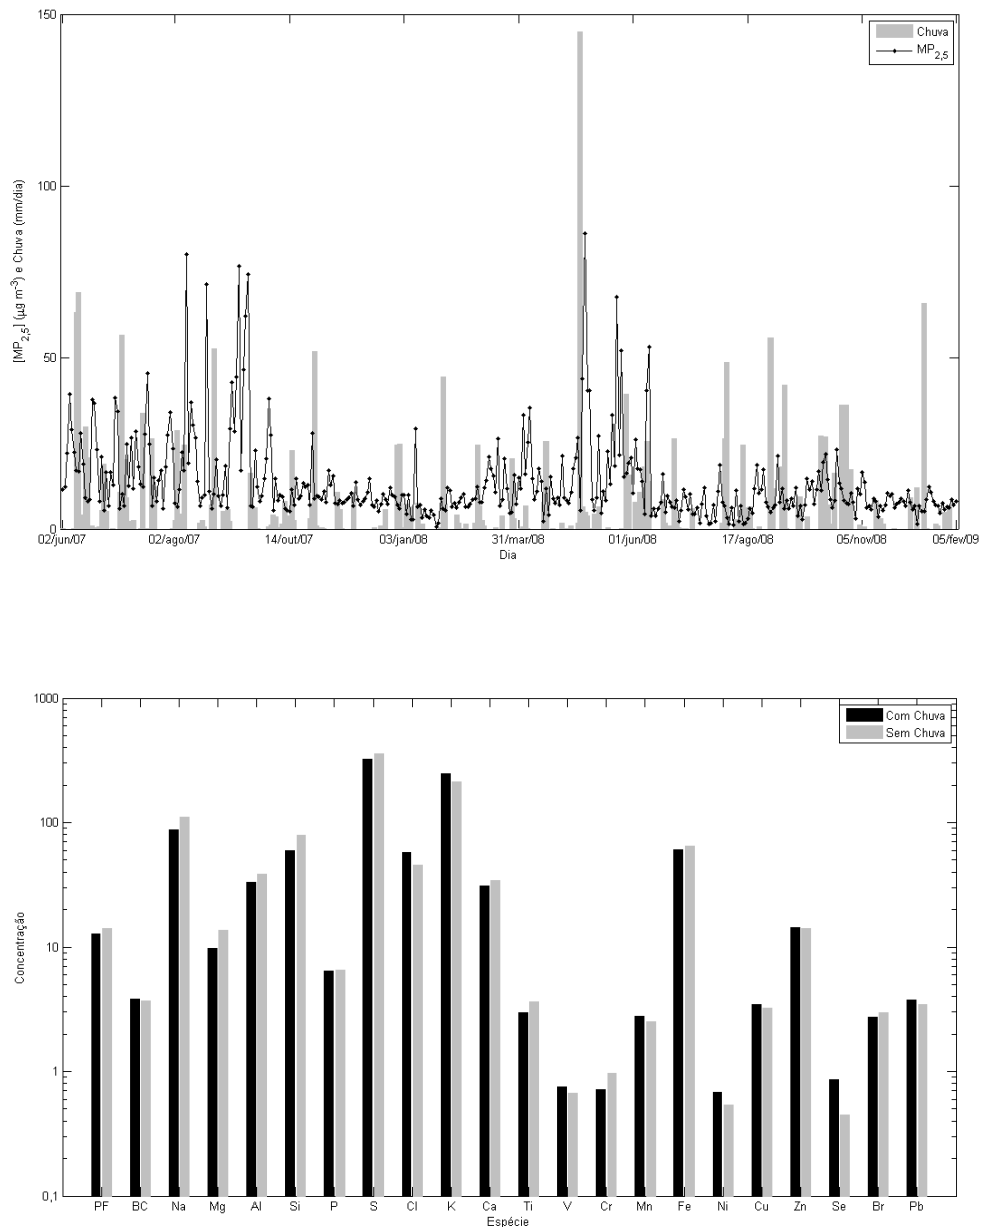 150
100
50
0
[MP2,5] (µg m-3) e Chuva (mm/dia)
Chuva
MP2,5
02/jun/07 02/ago/07 14/out/07 03/jan/08 31/mar/08 01/jun/08 17/ago/08 05/nov/08 05/fev/09
Dia
1000
100
10
1
0,1
Concentração
Com Chuva
Sem Chuva
PF BC Na Mg Al Si P S Cl K Ca Ti V Cr Mn Fe Ni Cu Zn Se Br Pb
Espécie